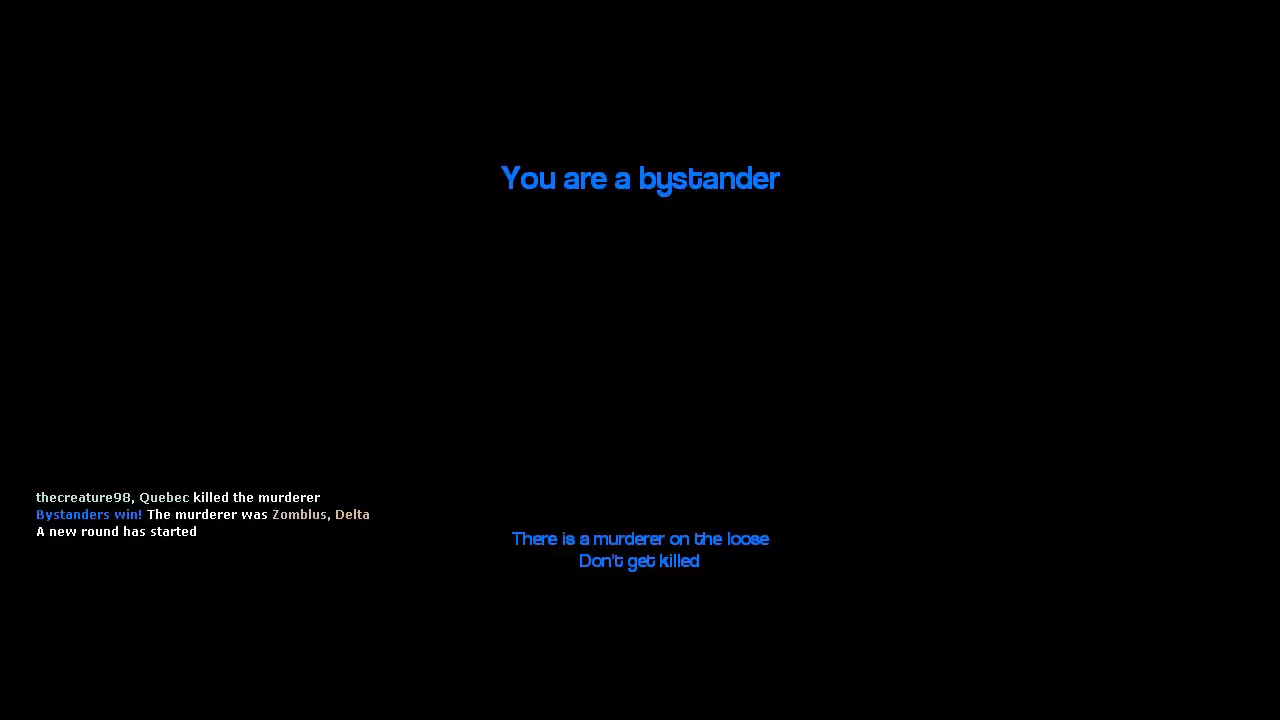 You are a bystander
thecreature98, Quebec killed the murderer
Bystanders win! The murderer was Zomblus, Delta
A new round has started
There is a murderer on the loose
Don't get killed